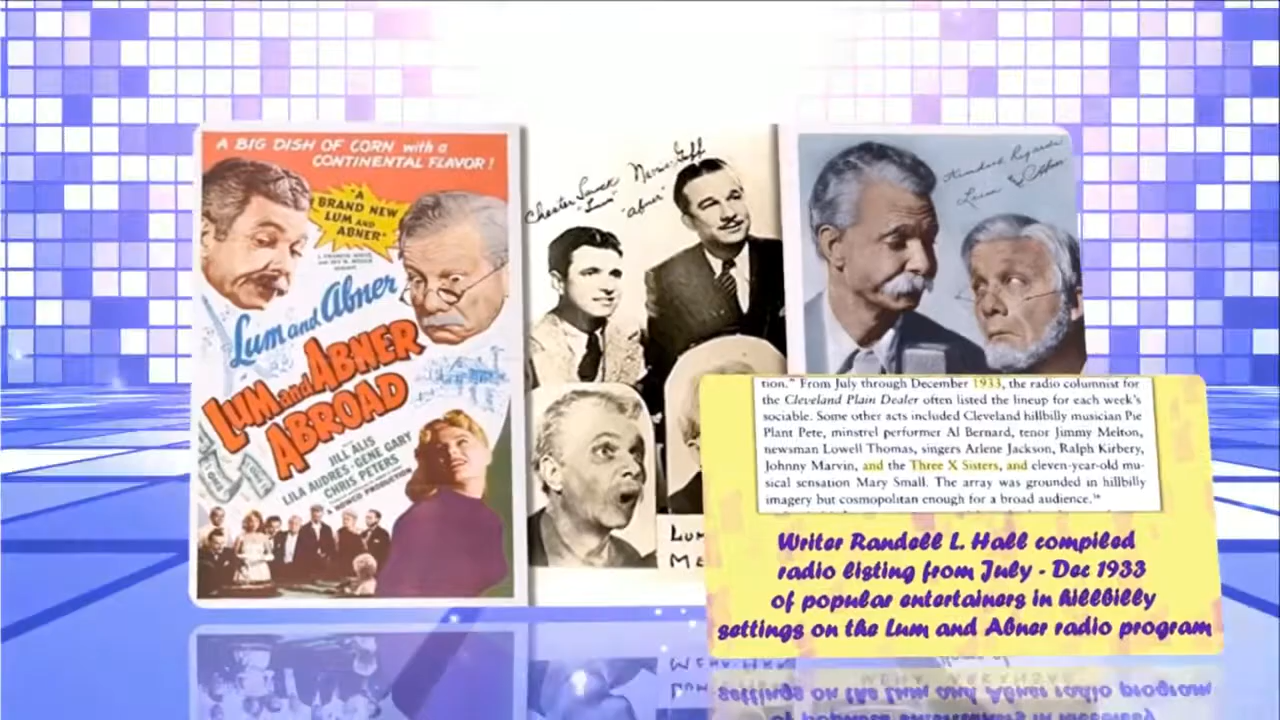 A BIG DISH OF CORN with a
CONTINENTAL FLAVOR!
"A
BRAND NEW
LUM AND
ABNER"
Lum and Abner
LUM and ABNER
ABROAD
JILL ALIS
LILA AUDRES · GENE GARY
CHRIS PETERS
A NASCO PRODUCTION
Chester Lauck Norris Goff
"Lum" "Abner"
LUM
ME
tion." From July through December 1933, the radio columnist for
the Cleveland Plain Dealer often listed the lineup for each week's
sociable. Some other acts included Cleveland hillbilly musician Pie
Plant Pete, minstrel performer Al Bernard, tenor Jimmy Melton,
newsman Lowell Thomas, singers Arlene Jackson, Ralph Kirbery,
Johnny Marvin, and the Three X Sisters, and eleven-year-old mu-
sical sensation Mary Small. The array was grounded in hillbilly
imagery but cosmopolitan enough for a broad audience."
Writer Randell L. Hall compiled
radio listing from July - Dec 1933
of popular entertainers in hillbilly
settings on the Lum and Abner radio program